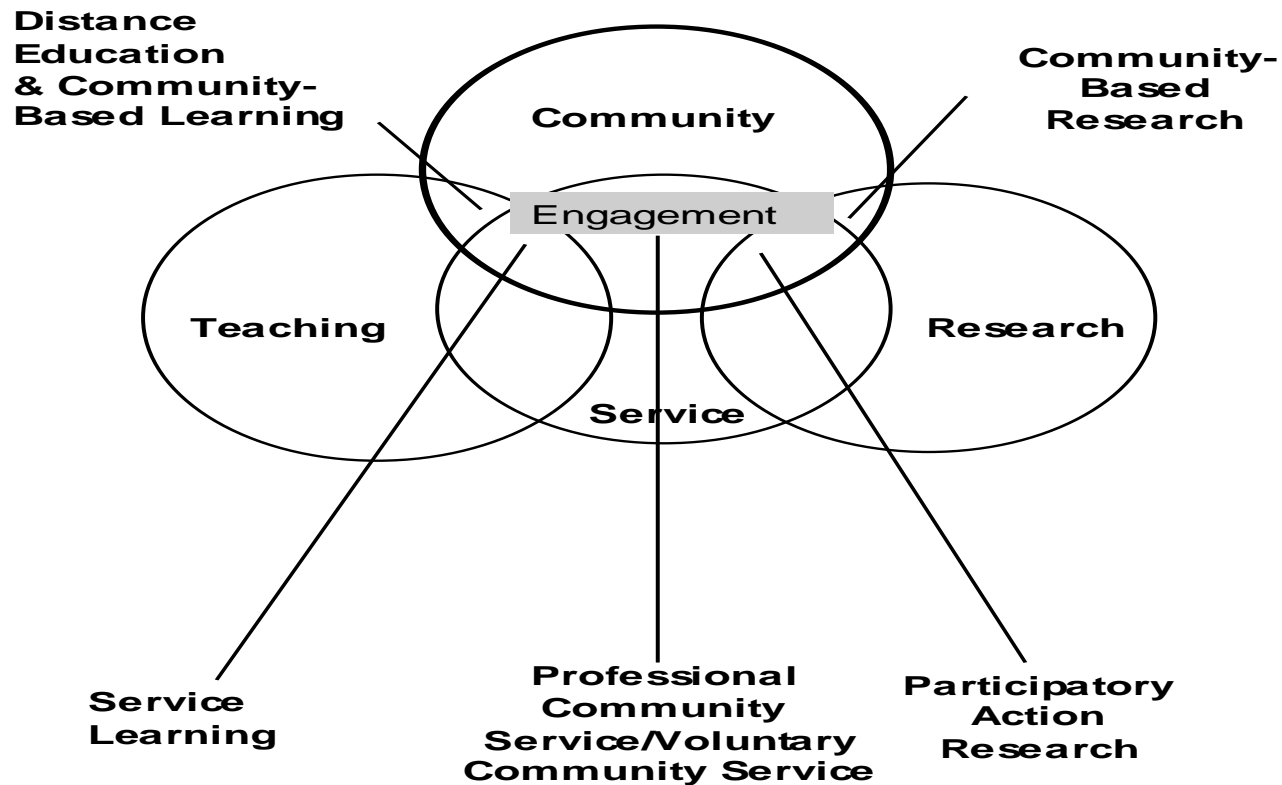 Distance
Education
& Community-
Based Learning
Community-
Based
Research
Community
Engagement
Teaching
Research
Service
Service
Learning
Professional
Community
Service/Voluntary
Community Service
Participatory
Action
Research